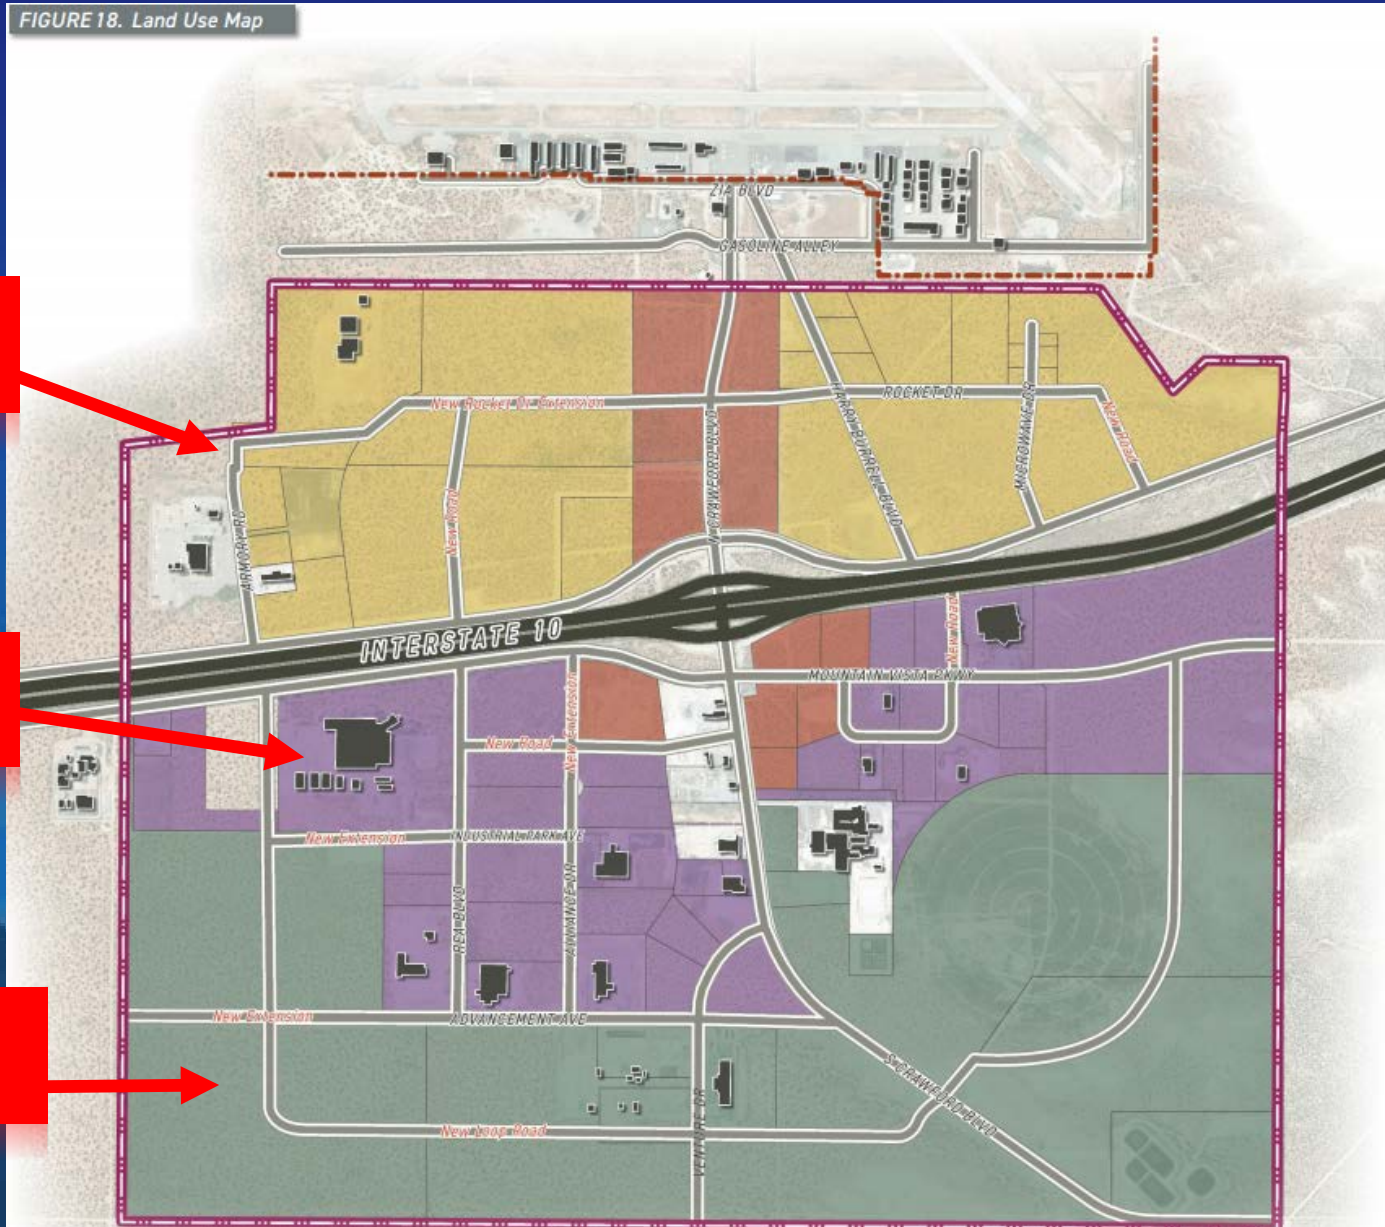 FIGURE 18. Land Use Map
ZIA BLVD
GASOLINE ALLEY
New Rocket Dr Extension
ROCKET DR
N CRAWFORD BLVD
HARRY BURRELL BLVD
MICROWAVE DR
New Road
New Road
ARMORY RD
INTERSTATE 10
New Road
MOUNTAIN VISTA PKWY
New Extension
New Road
New Extension
INDUSTRIAL PARK AVE
REA BLVD
ALLIANCE DR
New Extension
ADVANCEMENT AVE
S CRAWFORD BLVD
New Loop Road
VENTURE DR